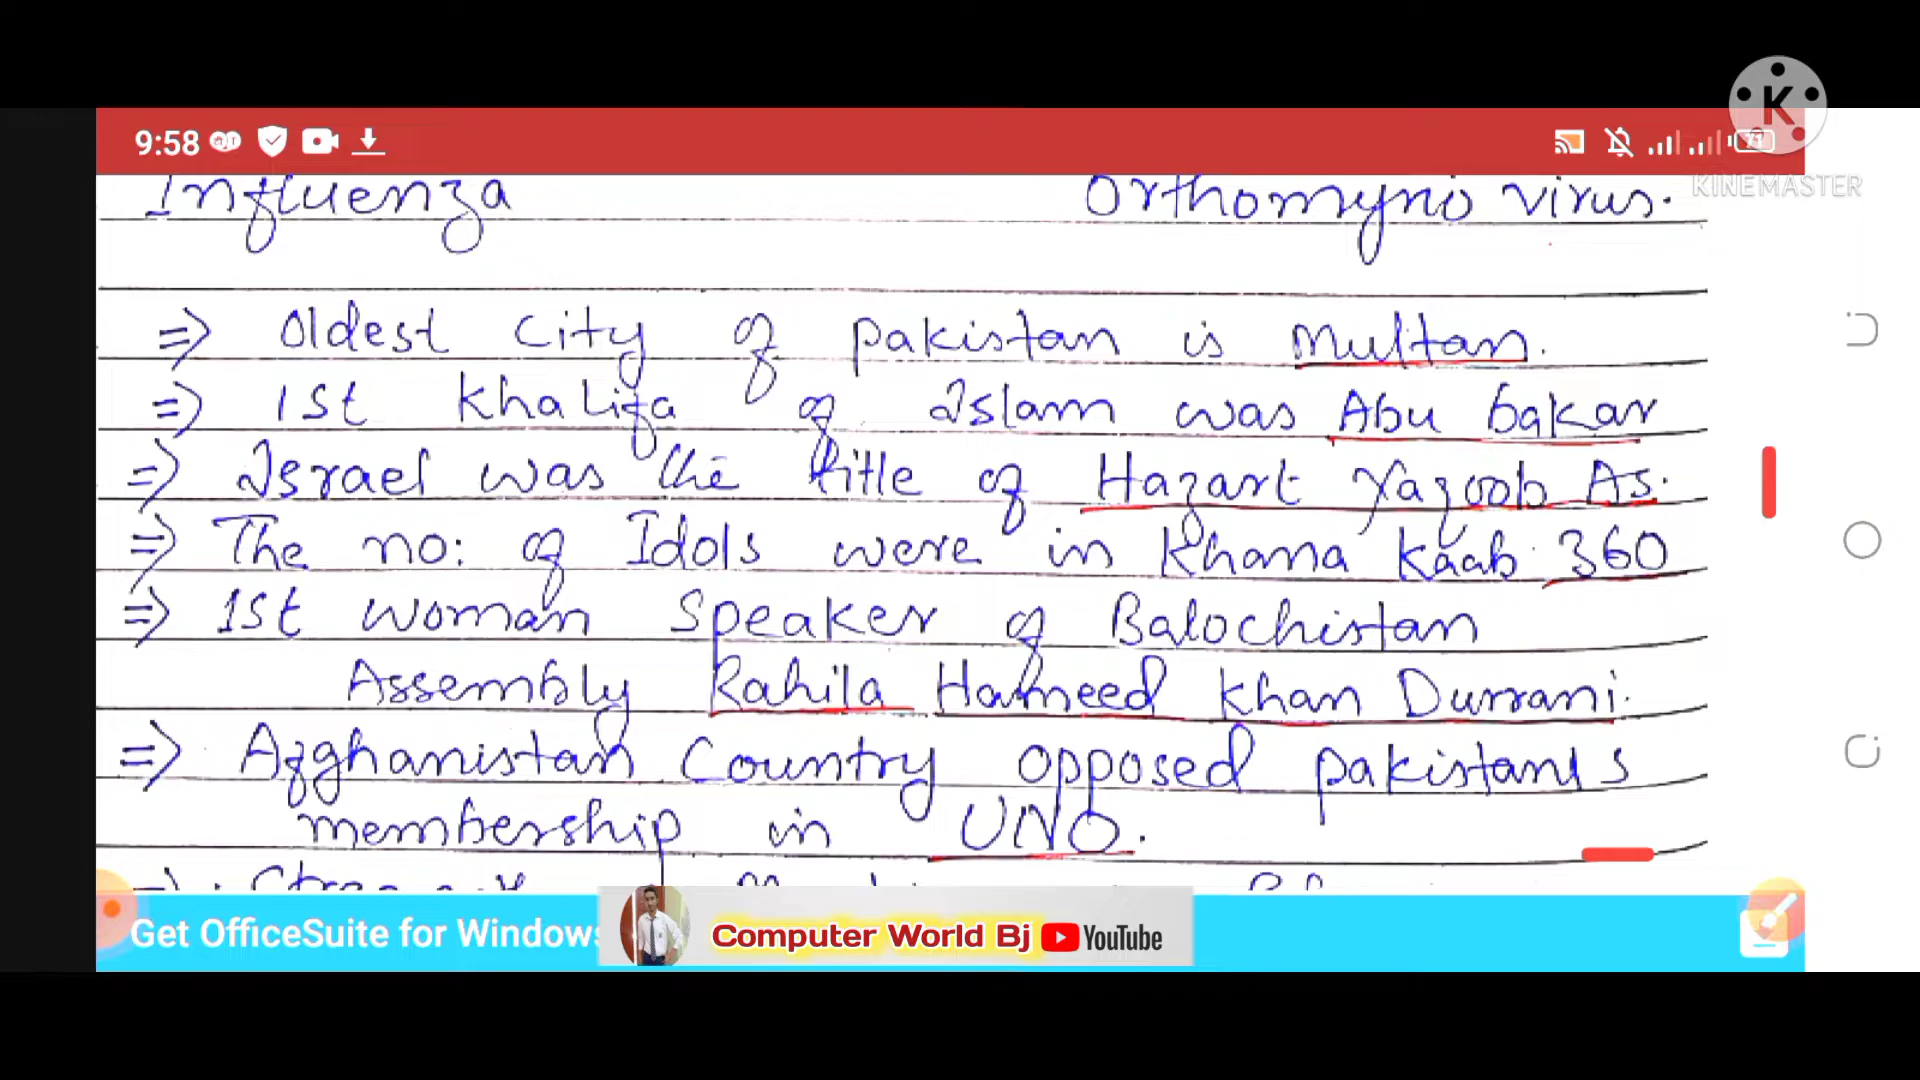 9:58
71
K
KINEMASTER
Influenza Orthomyxo virus.
=> Oldest city of pakistan is Multan.
=> 1st Khalifa of Islam was Abu bakar
=> Israel was the title of Hazart Yaqoob As.
=> The no: of Idols were in Khana Kaab 360
=> 1st woman Speaker of Balochistan
Assembly Rahila Hameed Khan Durrani.
=> Afghanistan Country opposed pakistan's
membership in UNO.
Get OfficeSuite for Windows
Computer World Bj YouTube